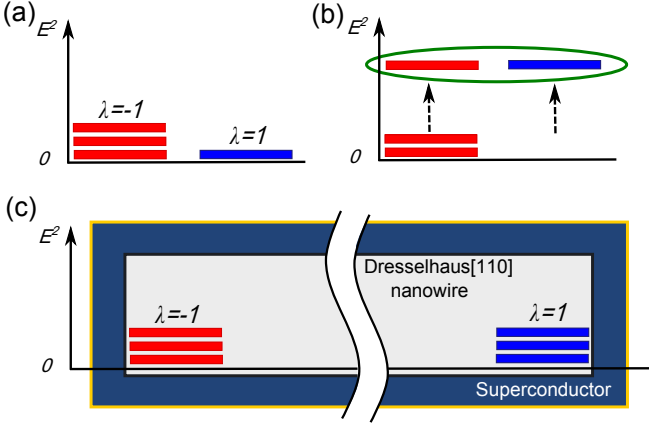 (a)
E²
λ=-1
λ=1
0
(b)
E²
0
(c)
E²
Dresselhaus[110]
nanowire
λ=-1
λ=1
0
Superconductor